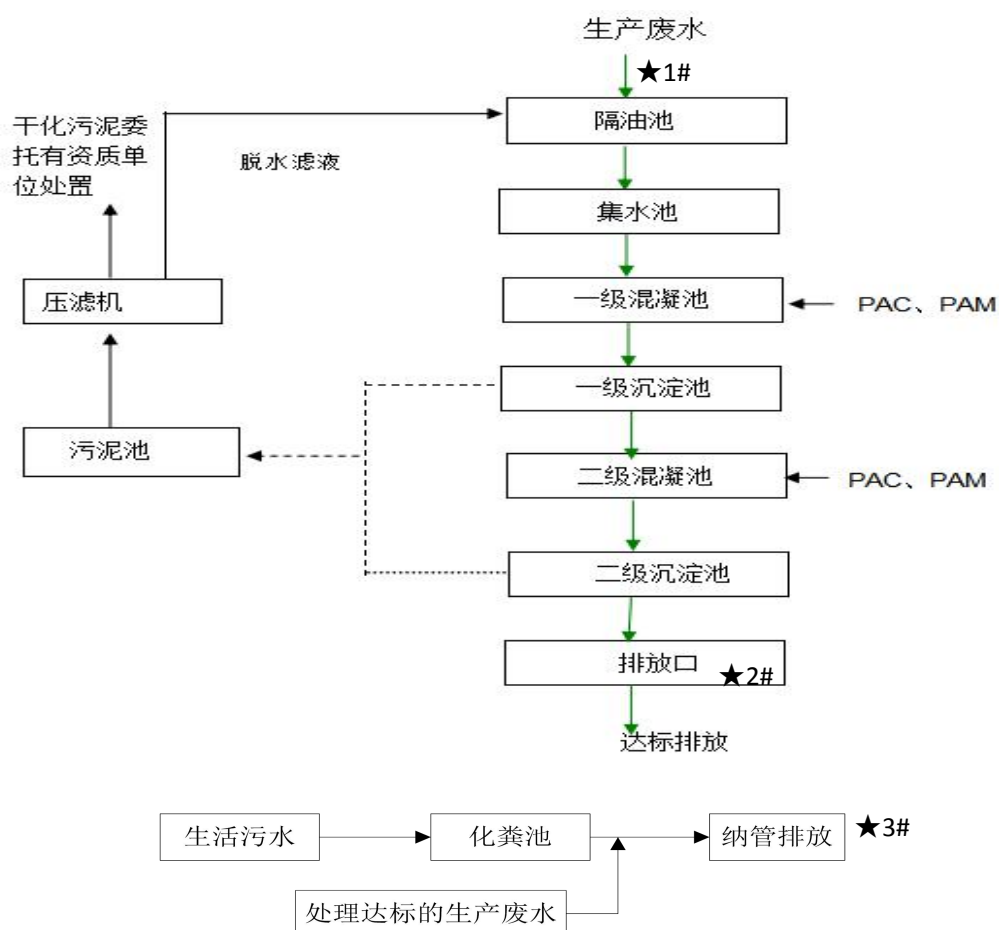 生产废水
★1#
干化污泥委
托有资质单
位处置
脱水滤液
隔油池
集水池
压滤机
一级混凝池
PAC、PAM
一级沉淀池
污泥池
二级混凝池
PAC、PAM
二级沉淀池
排放口
★2#
达标排放
生活污水
化粪池
纳管排放
★3#
处理达标的生产废水